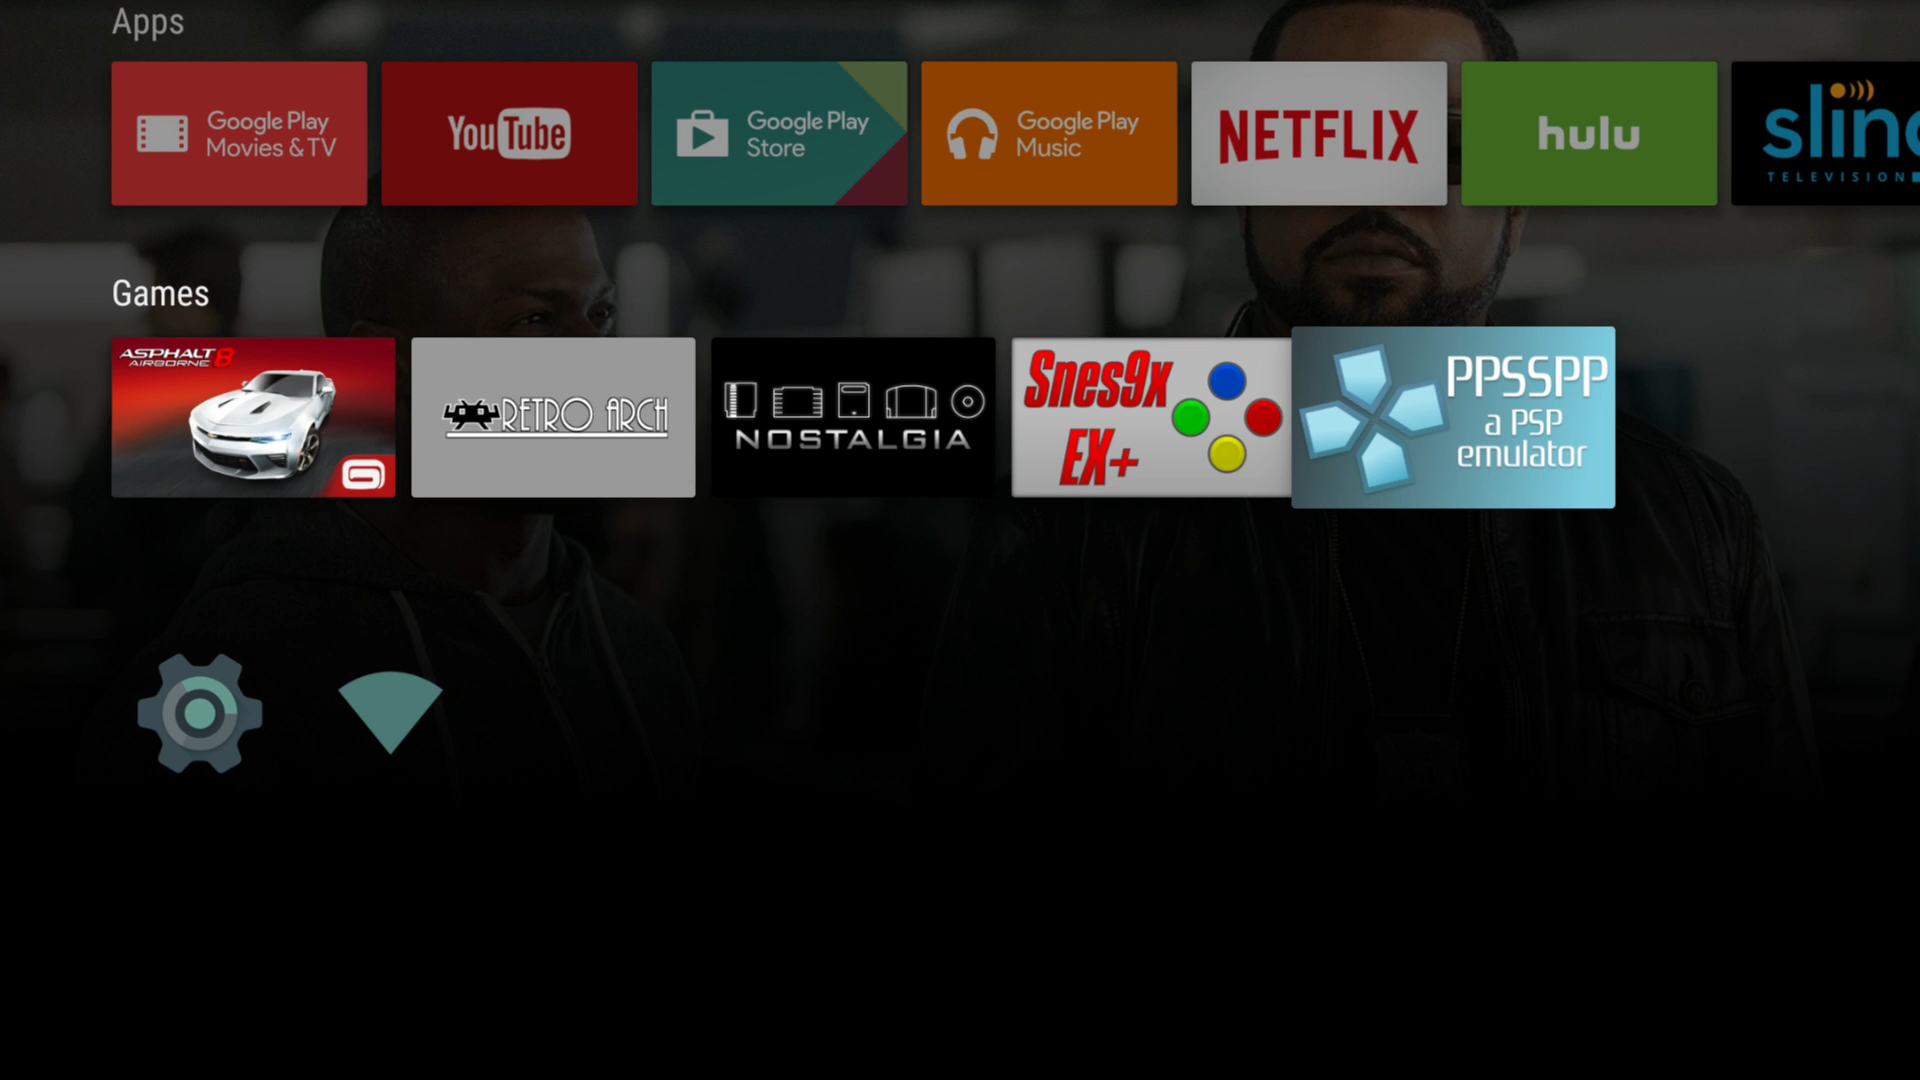 Apps
Google Play
Movies & TV
YouTube
Google Play
Store
Google Play
Music
NETFLIX
hulu
sling
TELEVISION
Games
ASPHALT 8
AIRBORNE
RETRO ARCH
NOSTALGIA
Snes9x
EX+
PPSSPP
a PSP
emulator